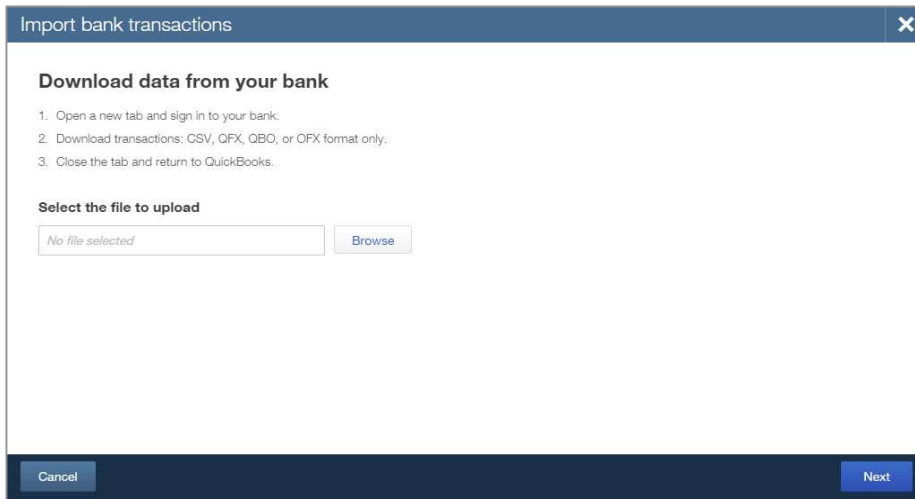 Import bank transactions
Download data from your bank
1. Open a new tab and sign in to your bank.
2. Download transactions: CSV, QFX, QBO, or OFX format only.
3. Close the tab and return to QuickBooks.
Select the file to upload
No file selected
Browse
Cancel
Next